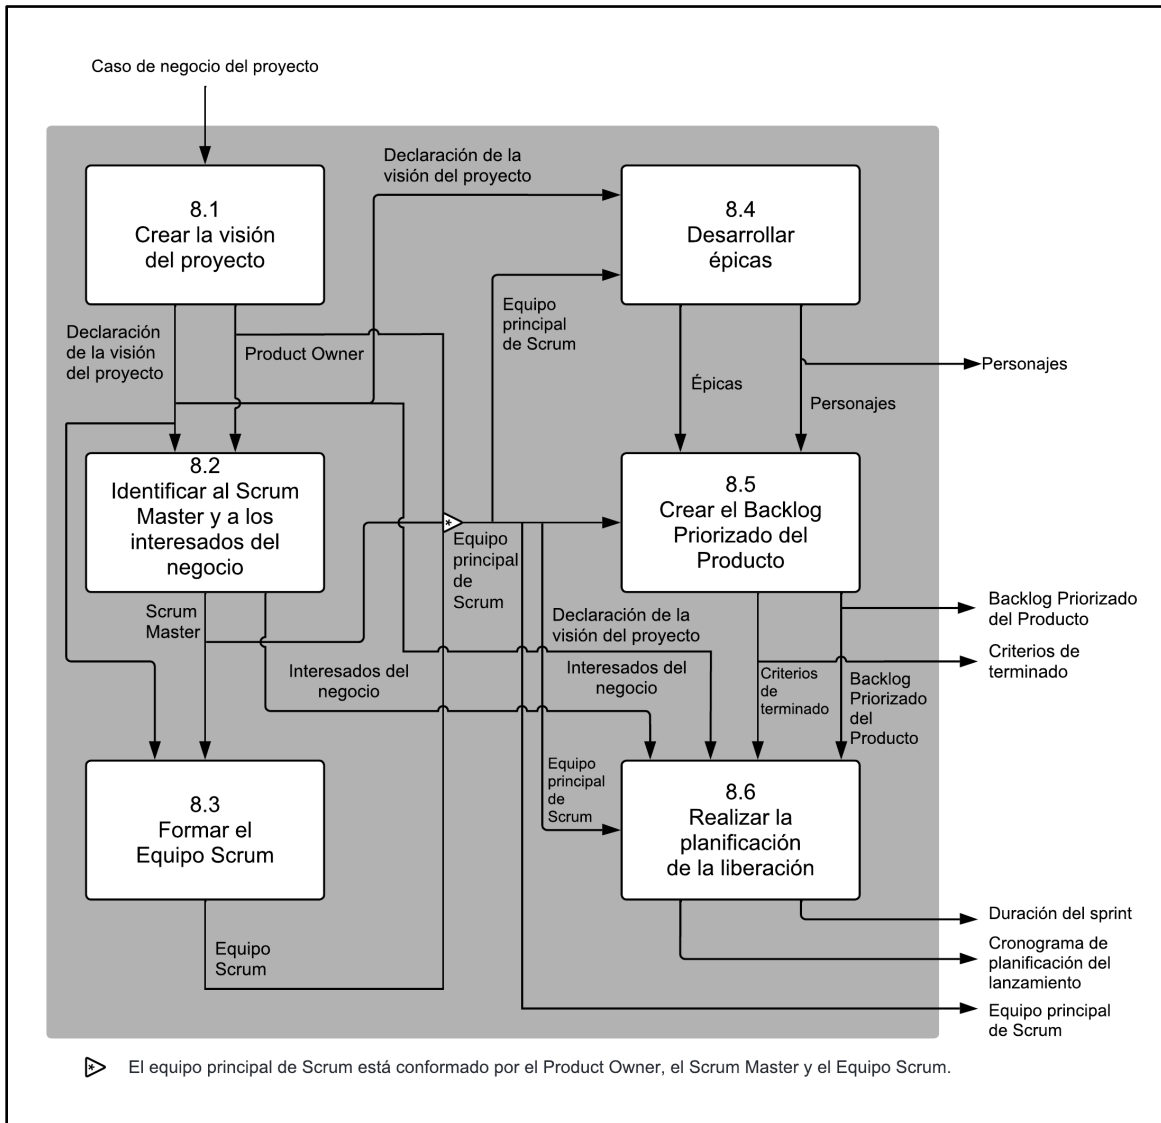 Caso de negocio del proyecto
8.1
Crear la visión
del proyecto
Declaración de la
visión del proyecto
8.4
Desarrollar
épicas
Declaración
de la visión
del proyecto
Product Owner
Equipo
principal
de Scrum
Épicas
Personajes
Personajes
8.2
Identificar al Scrum
Master y a los
interesados del
negocio
*
Equipo
principal
de
Scrum
8.5
Crear el Backlog
Priorizado del
Producto
Scrum
Master
Interesados del
negocio
Declaración de la
visión del proyecto
Interesados del
negocio
Criterios
de
terminado
Backlog
Priorizado
del
Producto
Backlog Priorizado
del Producto
Criterios de
terminado
8.3
Formar el
Equipo Scrum
Equipo
principal
de
Scrum
8.6
Realizar la
planificación
de la liberación
Equipo
Scrum
Duración del sprint
Cronograma de
planificación del
lanzamiento
Equipo principal
de Scrum
* El equipo principal de Scrum está conformado por el Product Owner, el Scrum Master y el Equipo Scrum.